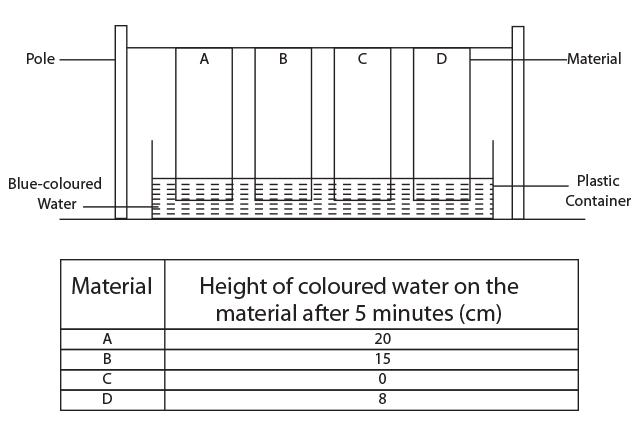 A B C D
Pole
Material
Blue-coloured
Water
Plastic
Container
Material Height of coloured water on the
material after 5 minutes (cm)
A 20
B 15
C 0
D 8